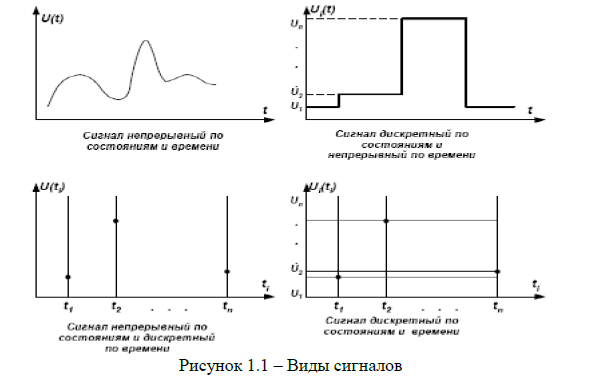 U(t)
t
Сигнал непрерывный по
состояниям и времени
Uᵢ(t)
Uₙ
.
.
U₂
U₁
t
Сигнал дискретный по
состояниям и
непрерывный по времени
U(tᵢ)
t₁ t₂ . . . tₙ
tᵢ
Сигнал непрерывный по
состояниям и дискретный
по времени
Uᵢ(tᵢ)
Uₙ
.
.
U₂
U₁
t₁ t₂ . . . tₙ
tᵢ
Сигнал дискретный по
состояниям и времени
Рисунок 1.1 – Виды сигналов